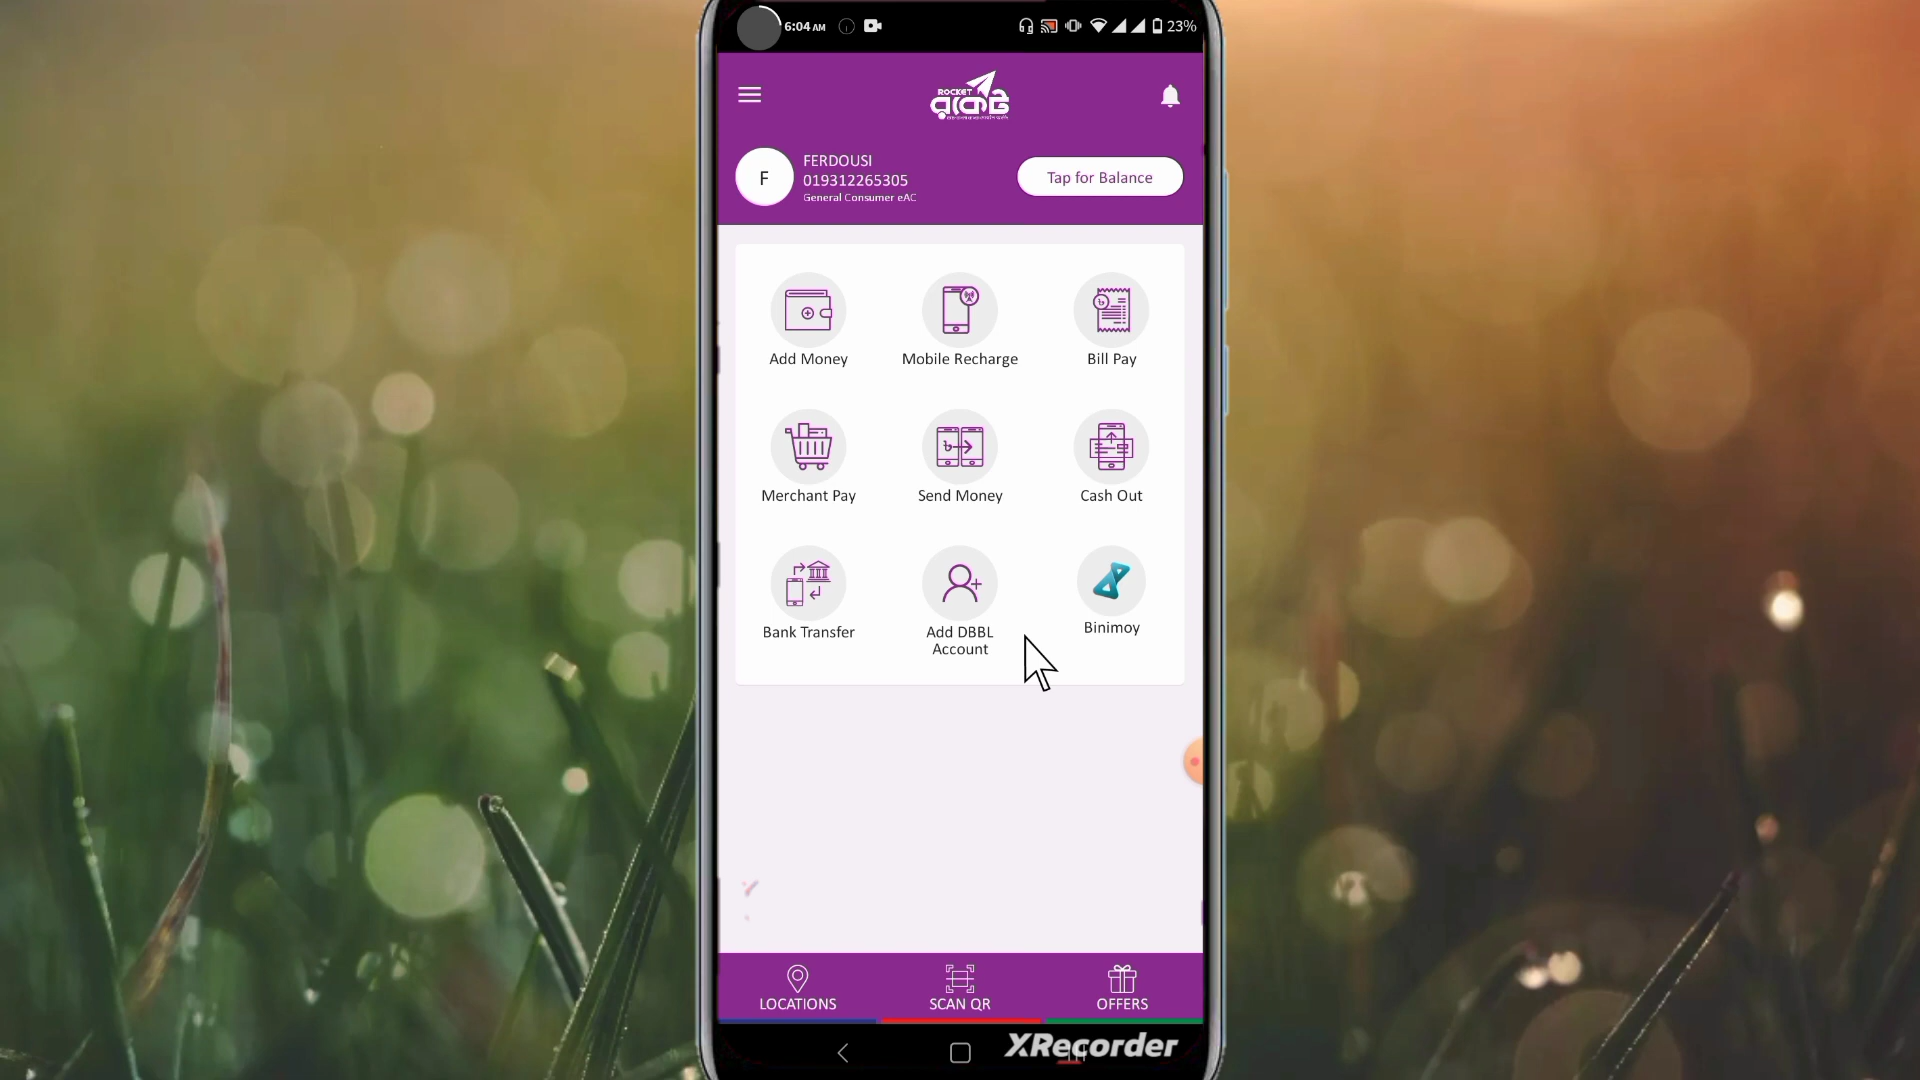 6:04 AM
23%
ROCKET
রকেট
FERDOUSI
019312265305
General Consumer eAC
F
Tap for Balance
Add Money
Mobile Recharge
Bill Pay
Merchant Pay
Send Money
Cash Out
Bank Transfer
Add DBBL
Account
Binimoy
LOCATIONS
SCAN QR
OFFERS
XRecorder